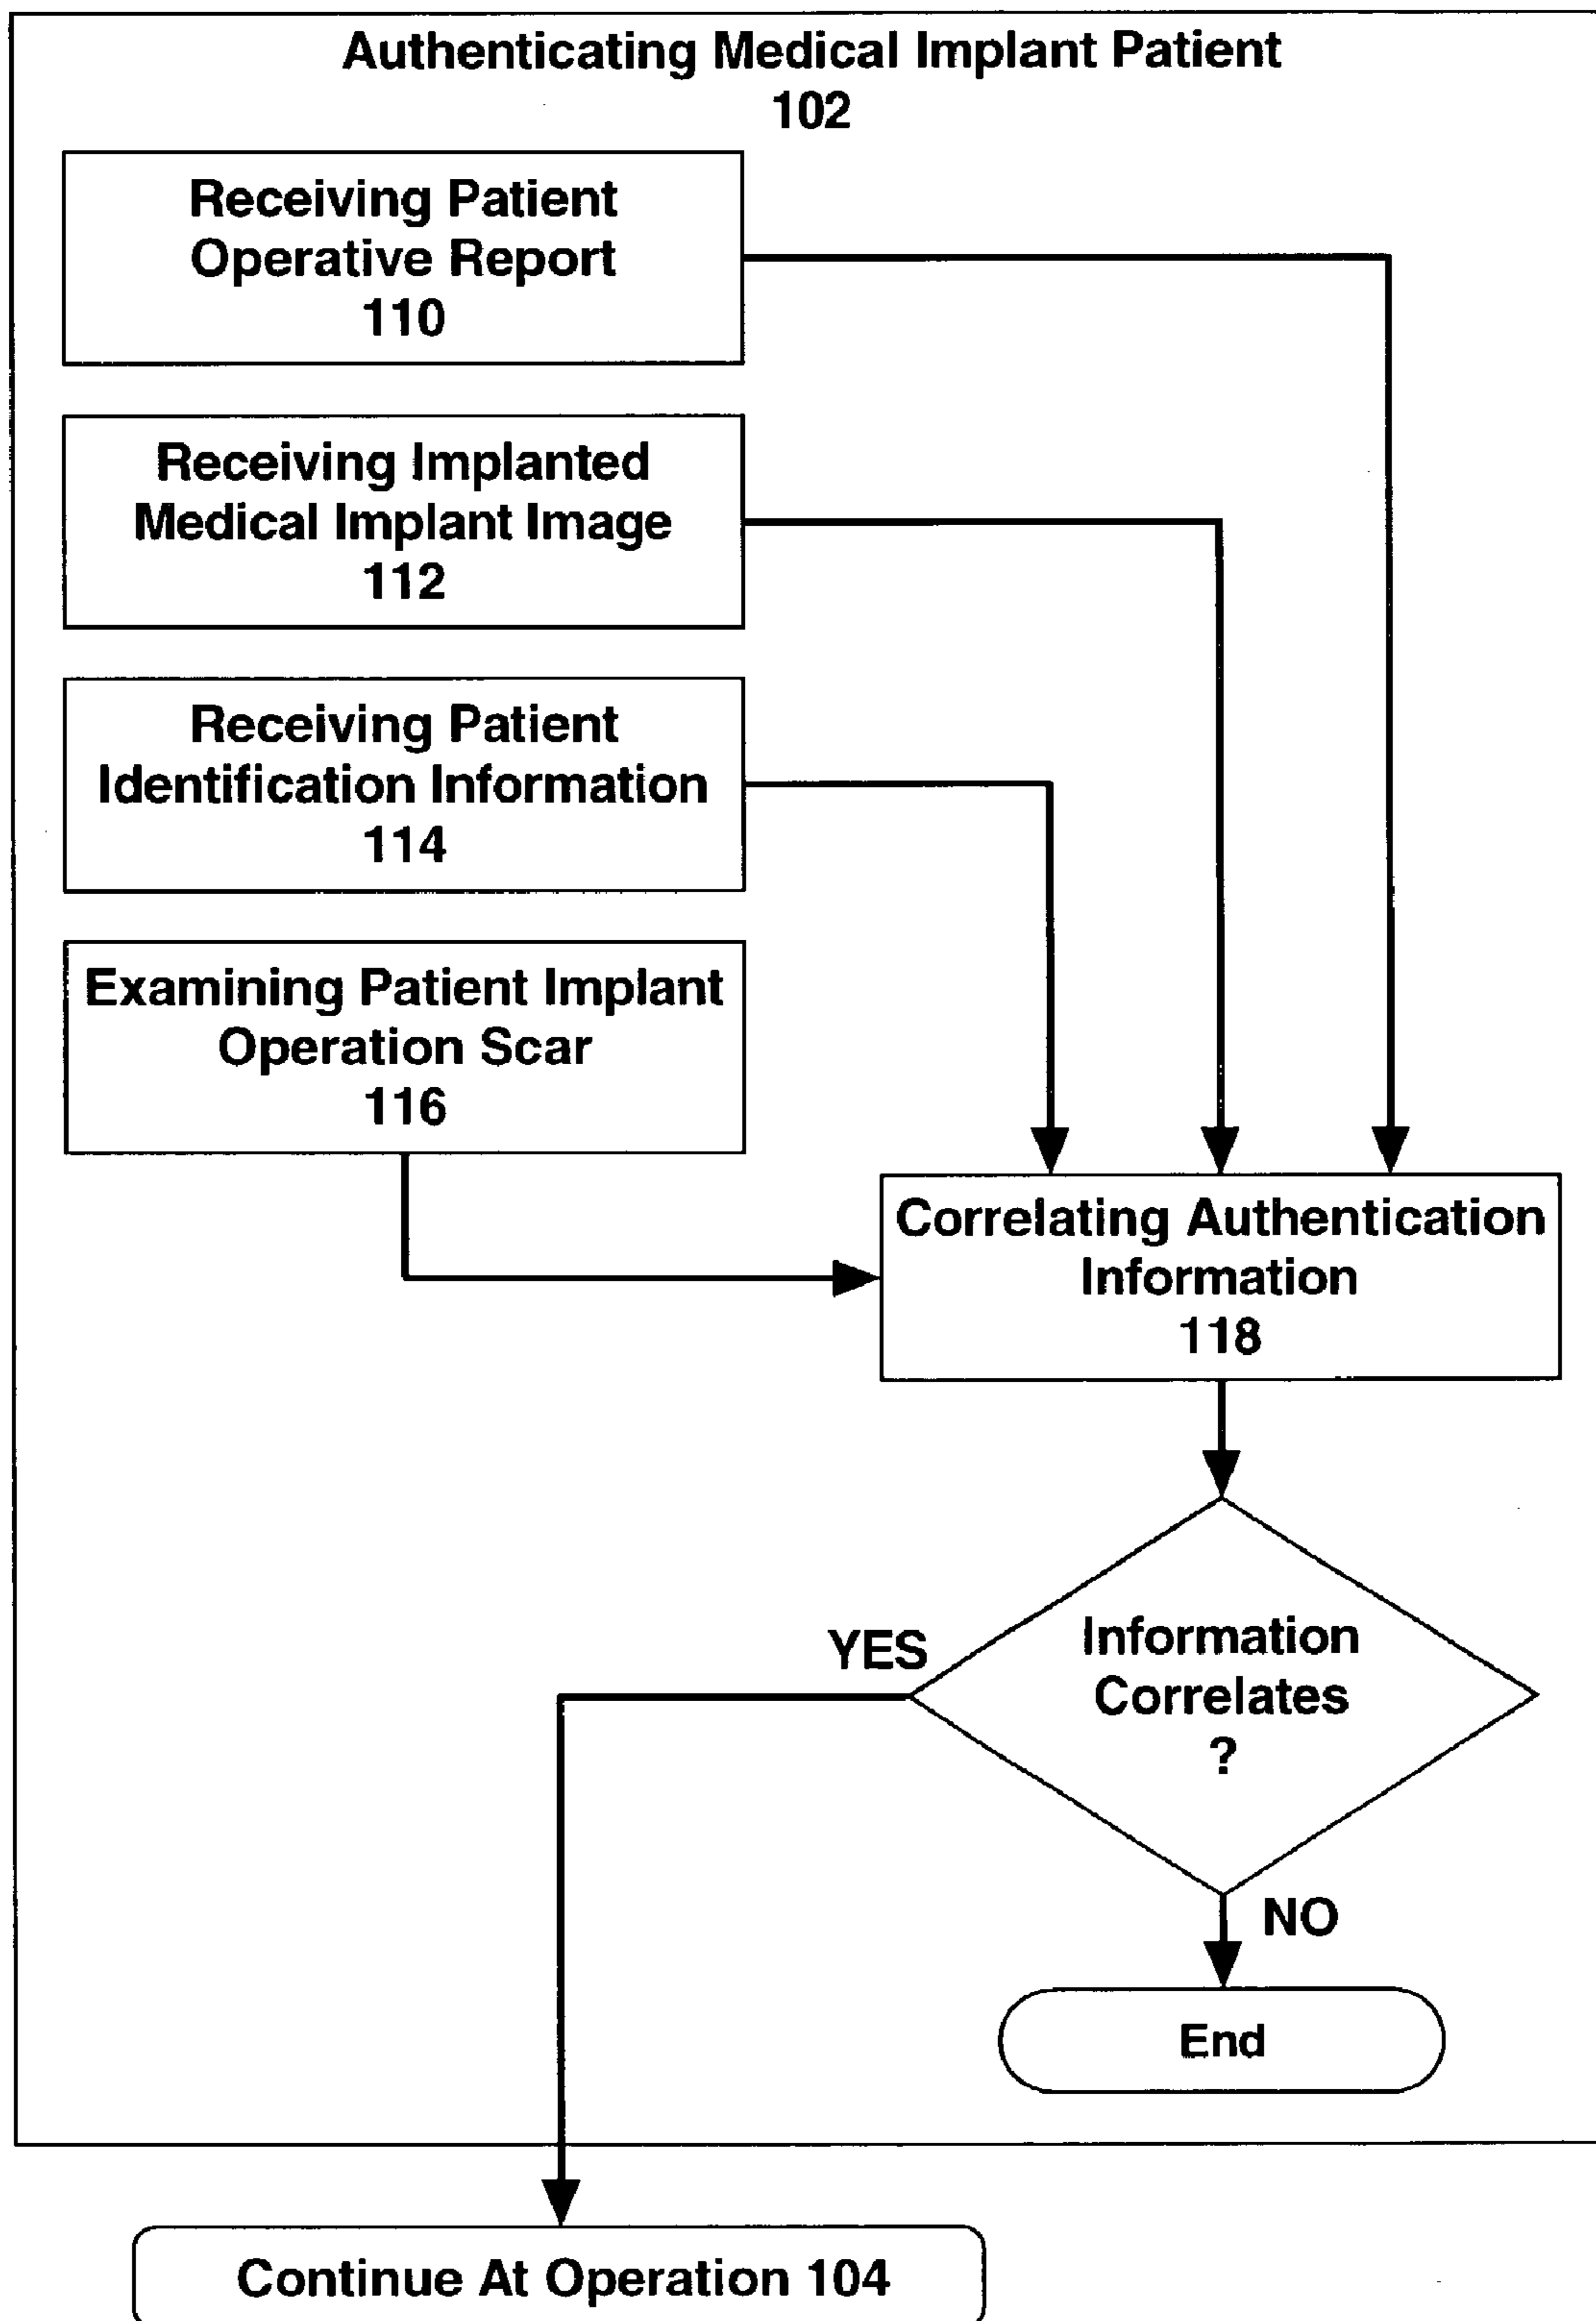 Authenticating Medical Implant Patient
102
Receiving Patient
Operative Report
110
Receiving Implanted
Medical Implant Image
112
Receiving Patient
Identification Information
114
Examining Patient Implant
Operation Scar
116
Correlating Authentication
Information
118
Information
Correlates
?
YES
NO
End
Continue At Operation 104